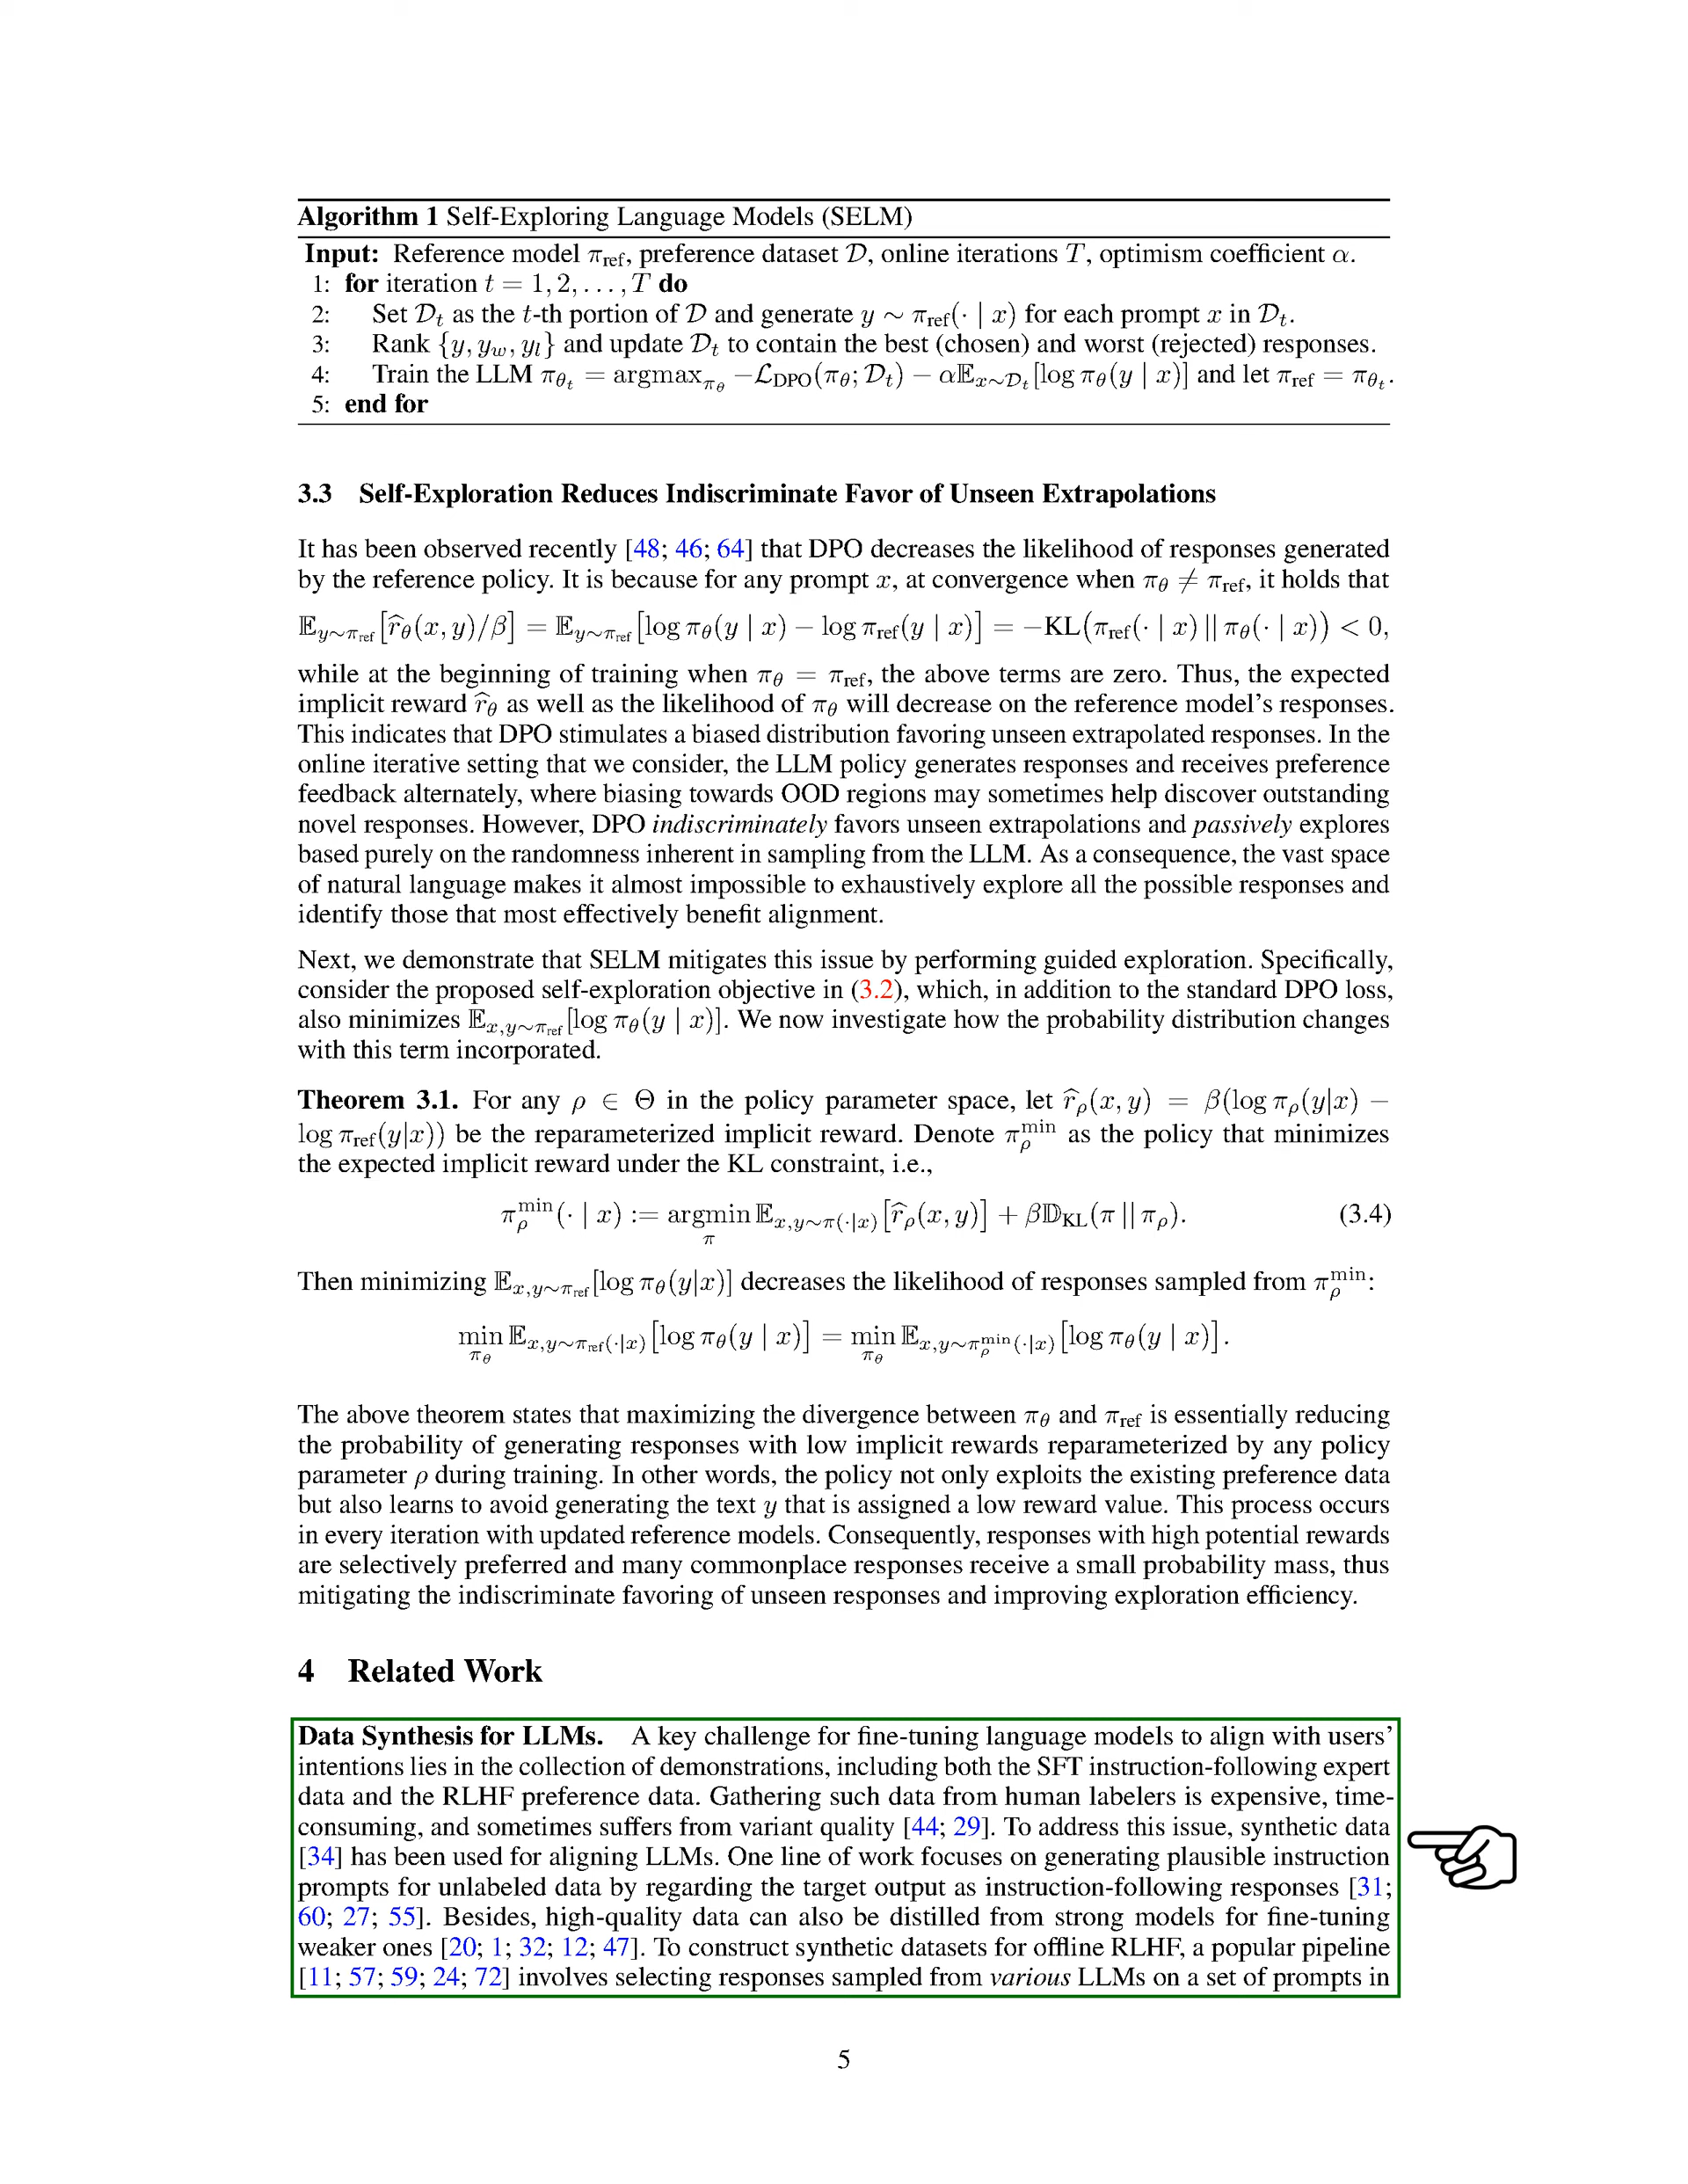 Algorithm 1 Self-Exploring Language Models (SELM)
Input: Reference model π_ref, preference dataset 𝒟, online iterations T, optimism coefficient α.
1: for iteration t = 1, 2, . . . , T do
2: Set 𝒟_t as the t-th portion of 𝒟 and generate y ∼ π_ref(· | x) for each prompt x in 𝒟_t.
3: Rank {y, y_w, y_l} and update 𝒟_t to contain the best (chosen) and worst (rejected) responses.
4: Train the LLM π_θ_t = argmax_π_θ −ℒ_DPO(π_θ; 𝒟_t) − α𝔼_x∼𝒟_t[log π_θ(y | x)] and let π_ref = π_θ_t.
5: end for
3.3 Self-Exploration Reduces Indiscriminate Favor of Unseen Extrapolations
It has been observed recently [48; 46; 64] that DPO decreases the likelihood of responses generated
by the reference policy. It is because for any prompt x, at convergence when π_θ ≠ π_ref, it holds that
𝔼_y∼π_ref[r̂_θ(x, y)/β] = 𝔼_y∼π_ref[log π_θ(y | x) − log π_ref(y | x)] = −KL(π_ref(· | x) || π_θ(· | x)) < 0,
while at the beginning of training when π_θ = π_ref, the above terms are zero. Thus, the expected
implicit reward r̂_θ as well as the likelihood of π_θ will decrease on the reference model's responses.
This indicates that DPO stimulates a biased distribution favoring unseen extrapolated responses. In the
online iterative setting that we consider, the LLM policy generates responses and receives preference
feedback alternately, where biasing towards OOD regions may sometimes help discover outstanding
novel responses. However, DPO indiscriminately favors unseen extrapolations and passively explores
based purely on the randomness inherent in sampling from the LLM. As a consequence, the vast space
of natural language makes it almost impossible to exhaustively explore all the possible responses and
identify those that most effectively benefit alignment.
Next, we demonstrate that SELM mitigates this issue by performing guided exploration. Specifically,
consider the proposed self-exploration objective in (3.2), which, in addition to the standard DPO loss,
also minimizes 𝔼_x,y∼π_ref[log π_θ(y | x)]. We now investigate how the probability distribution changes
with this term incorporated.
Theorem 3.1. For any ρ ∈ Θ in the policy parameter space, let r̂_ρ(x, y) = β(log π_ρ(y|x) −
log π_ref(y|x)) be the reparameterized implicit reward. Denote π_ρ^min as the policy that minimizes
the expected implicit reward under the KL constraint, i.e.,
π_ρ^min(· | x) := argmin_π 𝔼_x,y∼π(·|x)[r̂_ρ(x, y)] + β𝔻_KL(π || π_ρ). (3.4)
Then minimizing 𝔼_x,y∼π_ref[log π_θ(y|x)] decreases the likelihood of responses sampled from π_ρ^min:
min_π_θ 𝔼_x,y∼π_ref(·|x)[log π_θ(y | x)] = min_π_θ 𝔼_x,y∼π_ρ^min(·|x)[log π_θ(y | x)].
The above theorem states that maximizing the divergence between π_θ and π_ref is essentially reducing
the probability of generating responses with low implicit rewards reparameterized by any policy
parameter ρ during training. In other words, the policy not only exploits the existing preference data
but also learns to avoid generating the text y that is assigned a low reward value. This process occurs
in every iteration with updated reference models. Consequently, responses with high potential rewards
are selectively preferred and many commonplace responses receive a small probability mass, thus
mitigating the indiscriminate favoring of unseen responses and improving exploration efficiency.
4 Related Work
Data Synthesis for LLMs. A key challenge for fine-tuning language models to align with users'
intentions lies in the collection of demonstrations, including both the SFT instruction-following expert
data and the RLHF preference data. Gathering such data from human labelers is expensive, time-
consuming, and sometimes suffers from variant quality [44; 29]. To address this issue, synthetic data
[34] has been used for aligning LLMs. One line of work focuses on generating plausible instruction
prompts for unlabeled data by regarding the target output as instruction-following responses [31;
60; 27; 55]. Besides, high-quality data can also be distilled from strong models for fine-tuning
weaker ones [20; 1; 32; 12; 47]. To construct synthetic datasets for offline RLHF, a popular pipeline
[11; 57; 59; 24; 72] involves selecting responses sampled from various LLMs on a set of prompts in
5